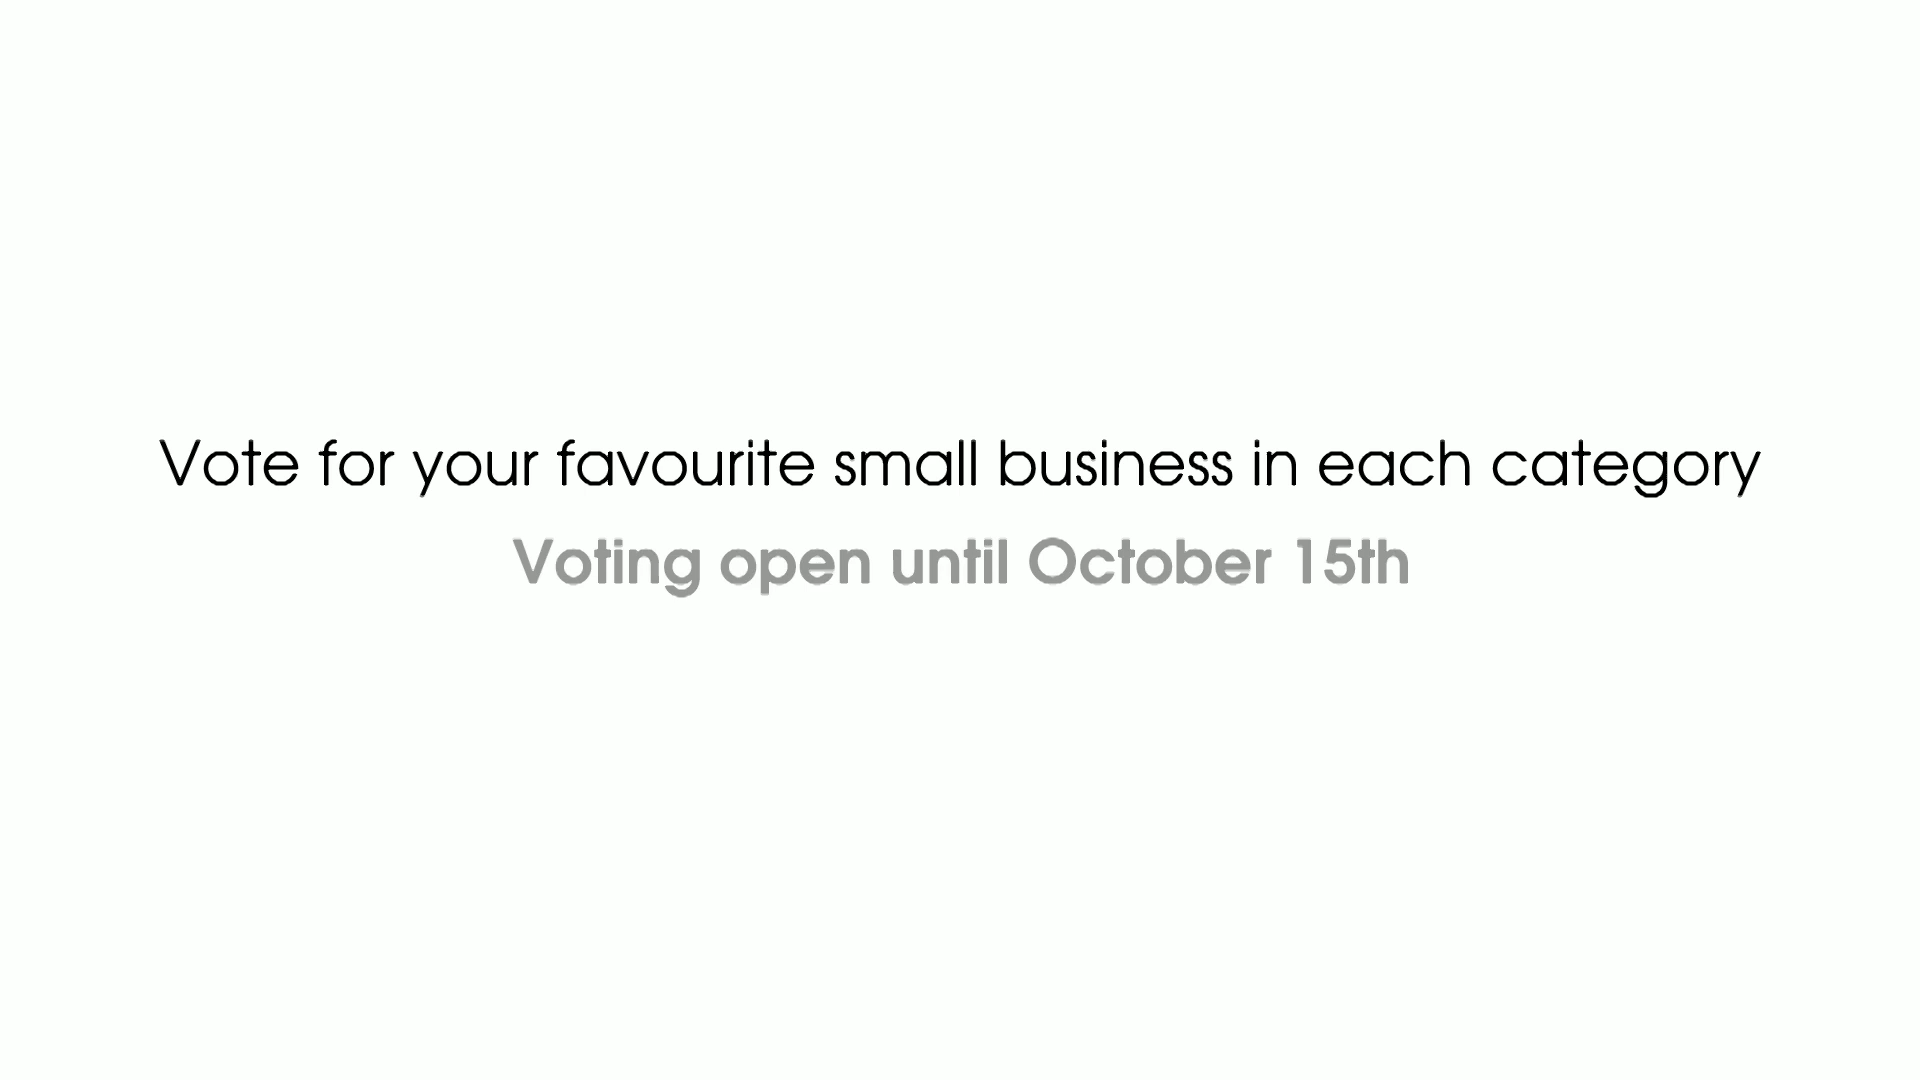 Vote for your favourite small business in each category
Voting open until October 15th